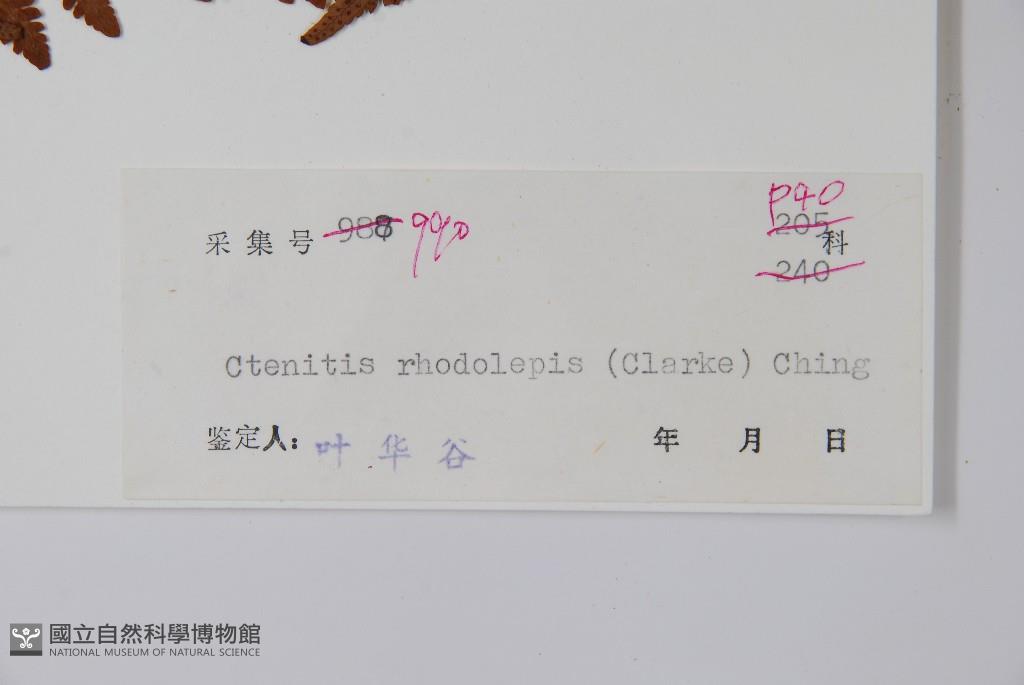 P40
采集号 988 990 205 科
240
Ctenitis rhodolepis (Clarke) Ching
鉴定人: 叶华谷 年 月 日
國立自然科學博物館
NATIONAL MUSEUM OF NATURAL SCIENCE